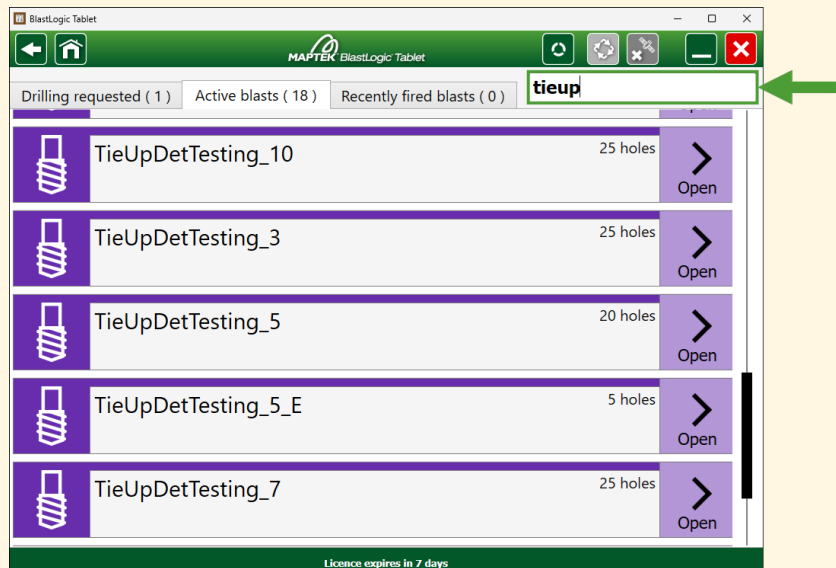 BlastLogic Tablet
MAPTEK BlastLogic Tablet
Drilling requested ( 1 )
Active blasts ( 18 )
Recently fired blasts ( 0 )
tieup
TieUpDetTesting_10
25 holes
Open
TieUpDetTesting_3
25 holes
Open
TieUpDetTesting_5
20 holes
Open
TieUpDetTesting_5_E
5 holes
Open
TieUpDetTesting_7
25 holes
Open
Licence expires in 7 days